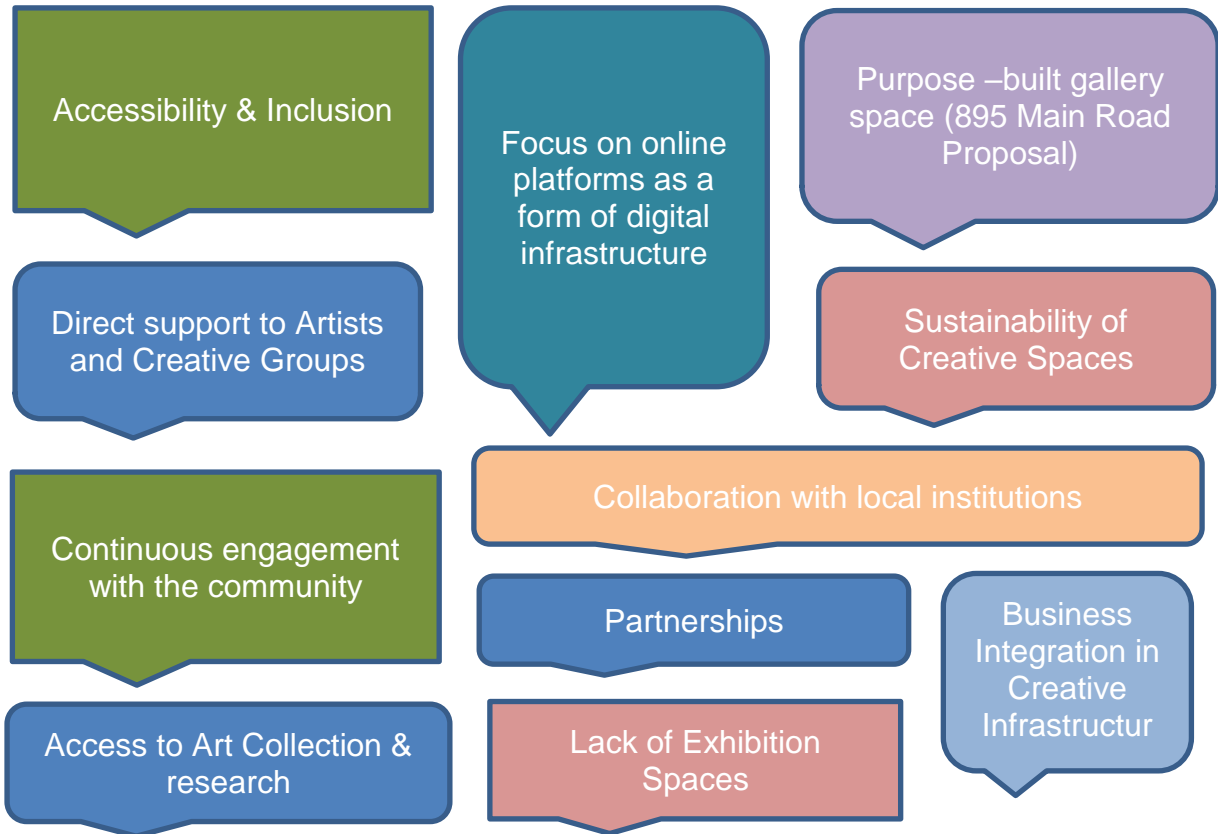 Accessibility & Inclusion
Focus on online
platforms as a
form of digital
infrastructure
Purpose –built gallery
space (895 Main Road
Proposal)
Direct support to Artists
and Creative Groups
Sustainability of
Creative Spaces
Continuous engagement
with the community
Collaboration with local institutions
Partnerships
Business
Integration in
Creative
Infrastructur
Access to Art Collection &
research
Lack of Exhibition
Spaces